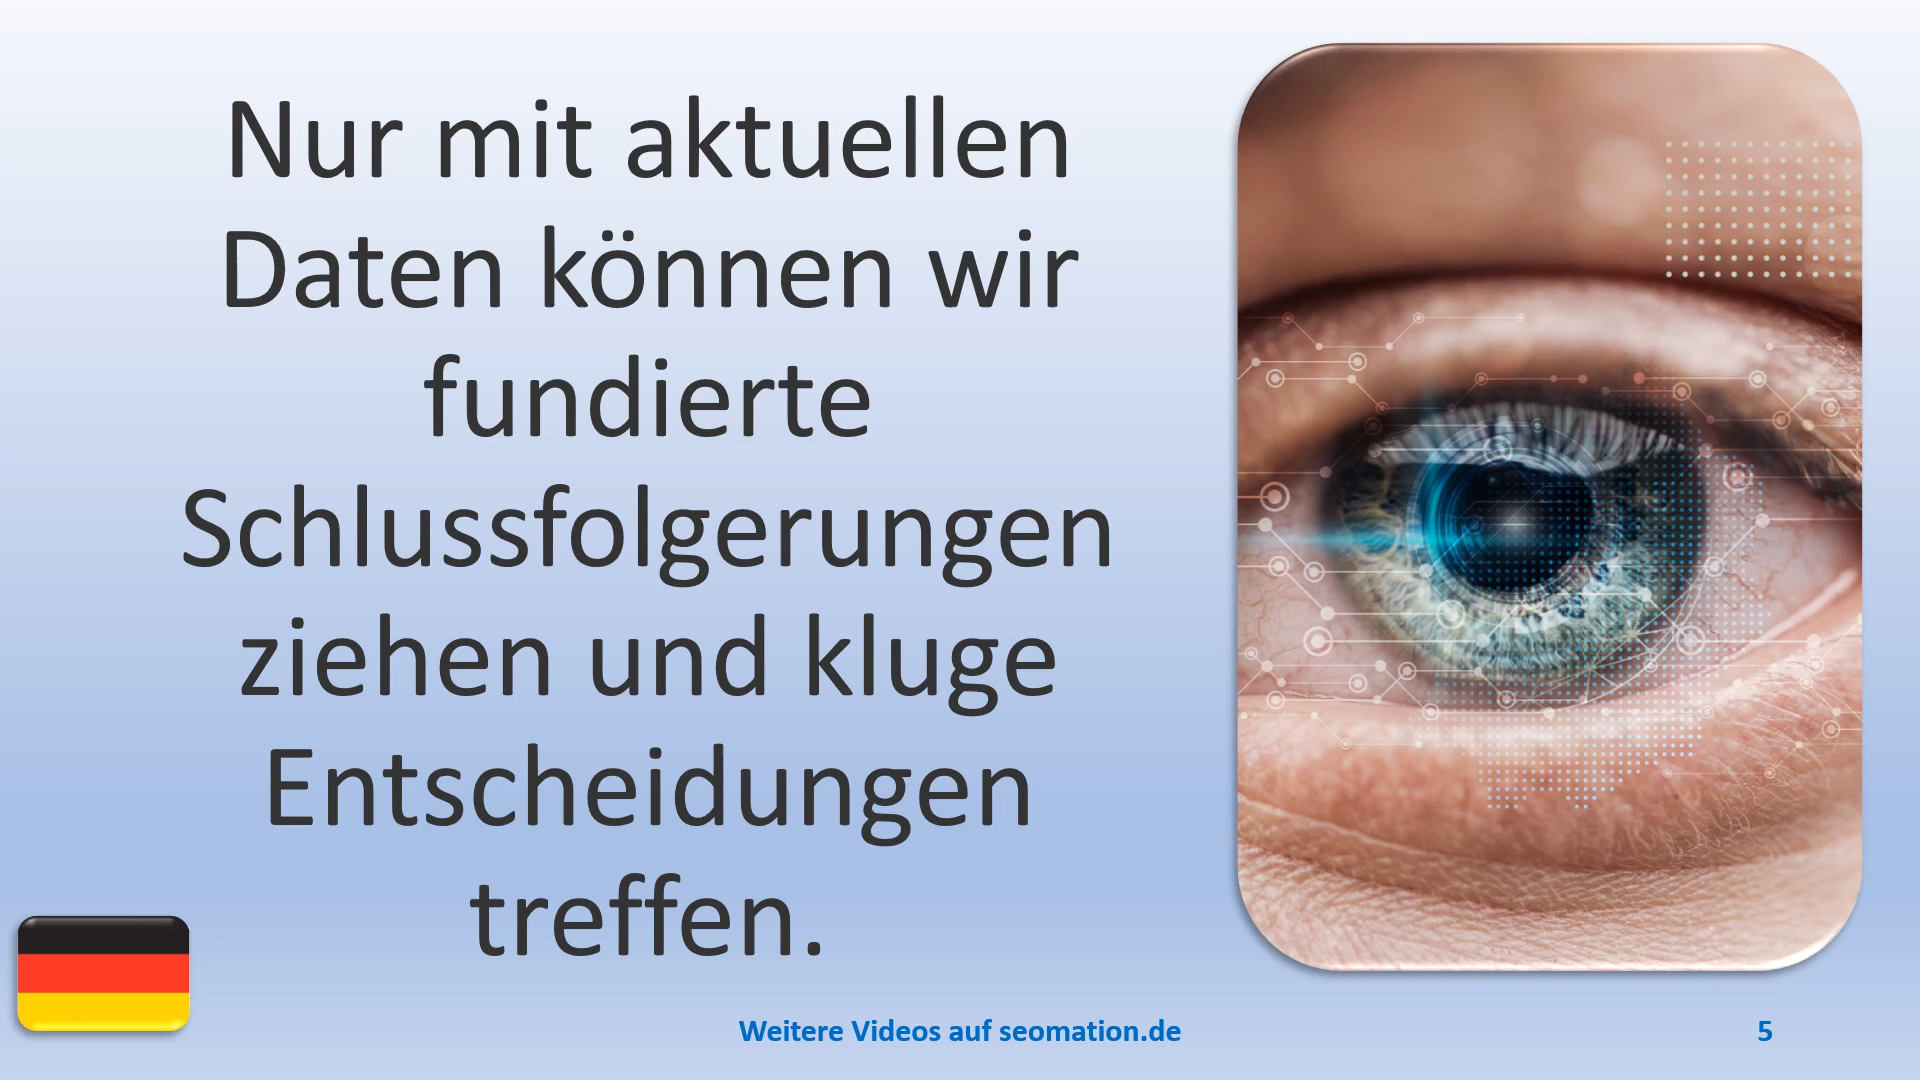 Nur mit aktuellen
Daten können wir
fundierte
Schlussfolgerungen
ziehen und kluge
Entscheidungen
treffen.
Weitere Videos auf seomation.de
5